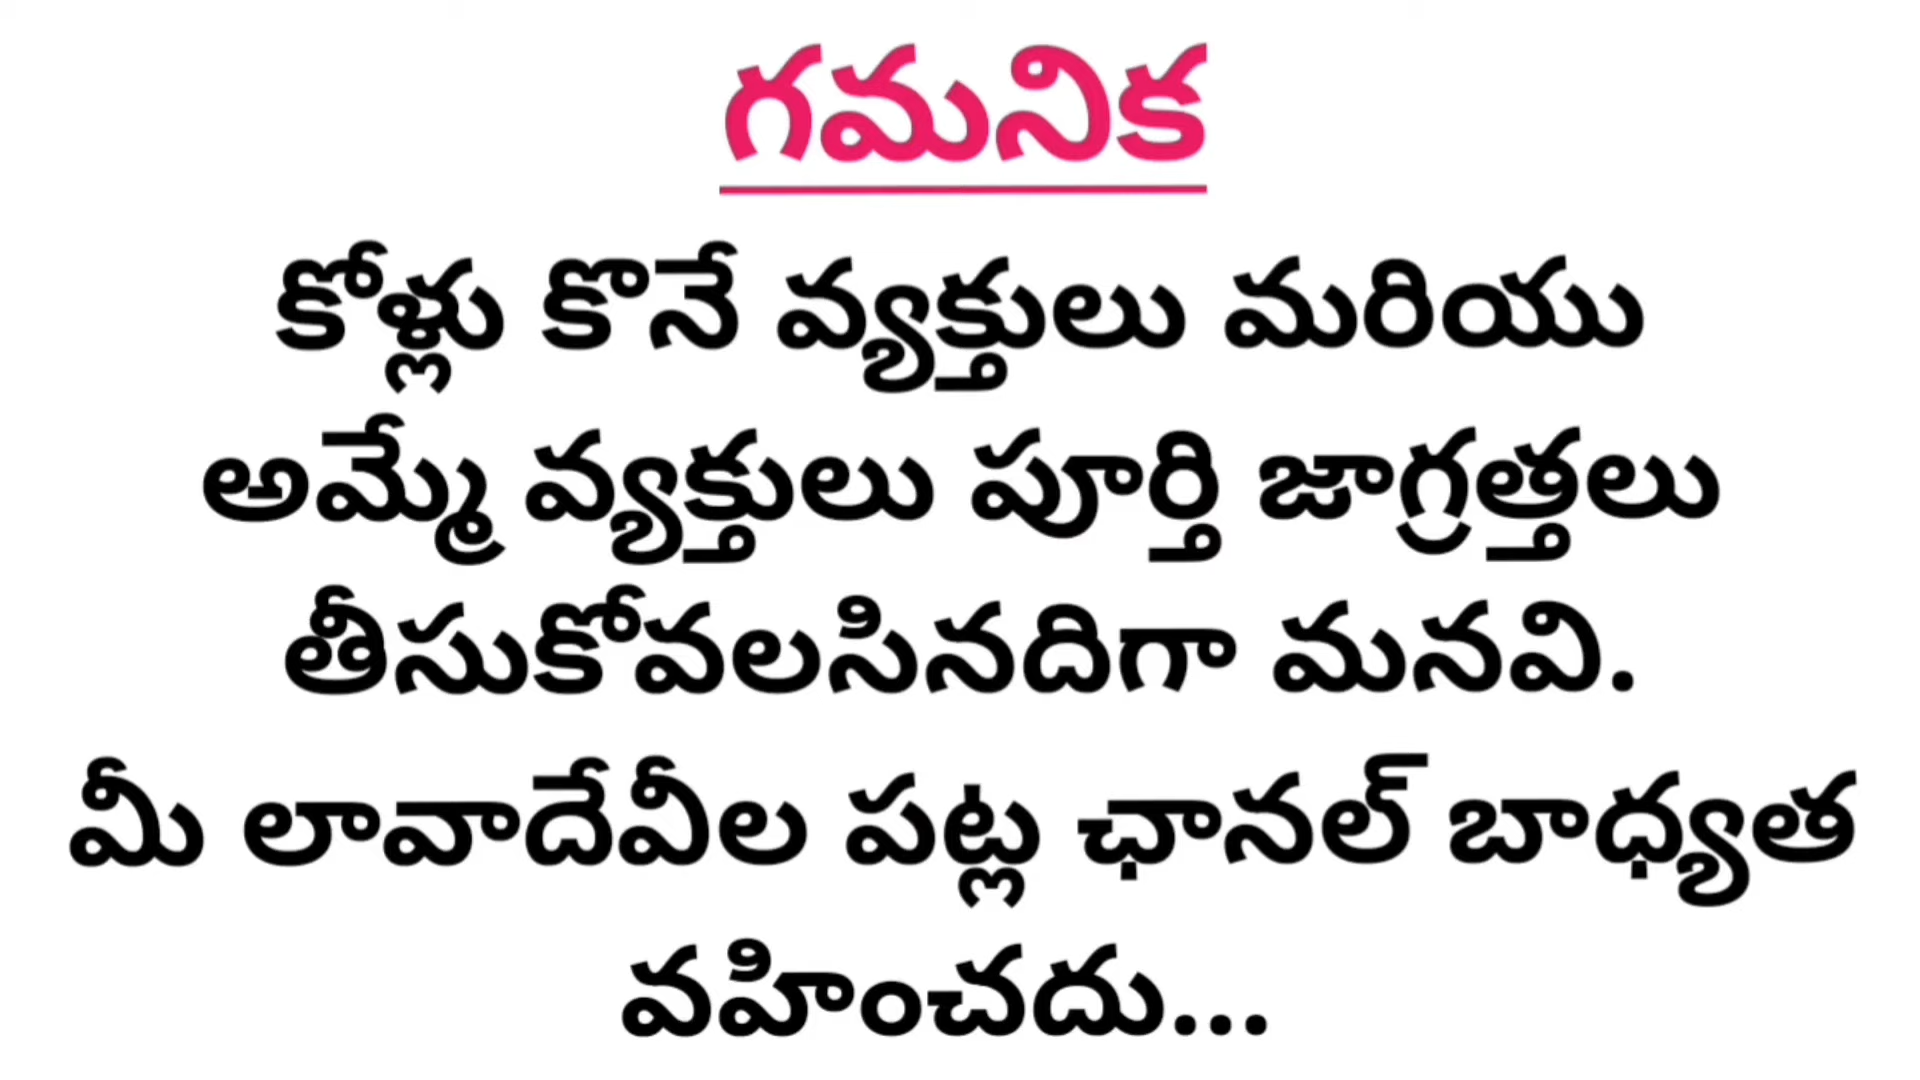 గమనిక
కోళ్లు కొనే వ్యక్తులు మరియు
అమ్మే వ్యక్తులు పూర్తి జాగ్రత్తలు
తీసుకోవలసినదిగా మనవి.
మీ లావాదేవీల పట్ల ఛానల్ బాధ్యత
వహించదు...